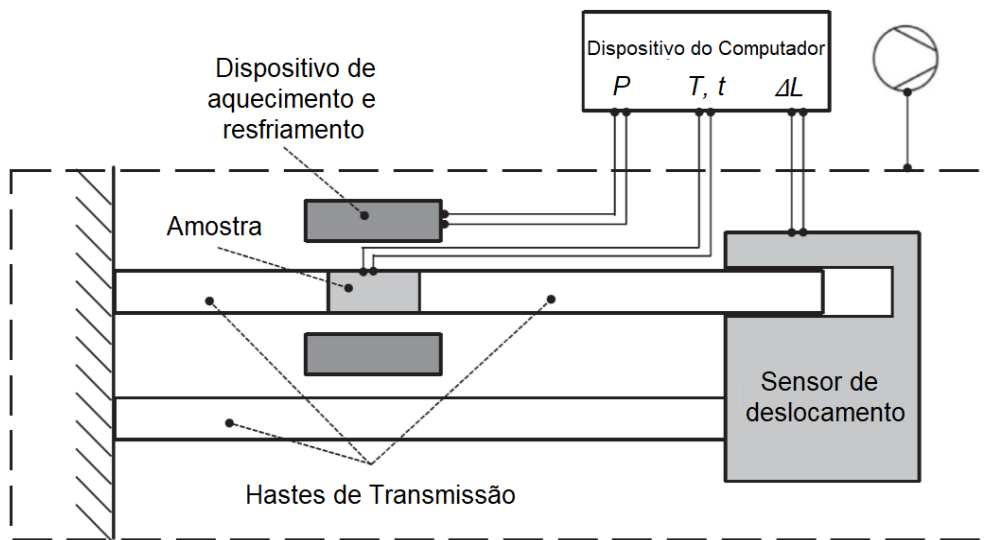 Dispositivo do Computador
P T, t ΔL
Dispositivo de
aquecimento e
resfriamento
Amostra
Sensor de
deslocamento
Hastes de Transmissão